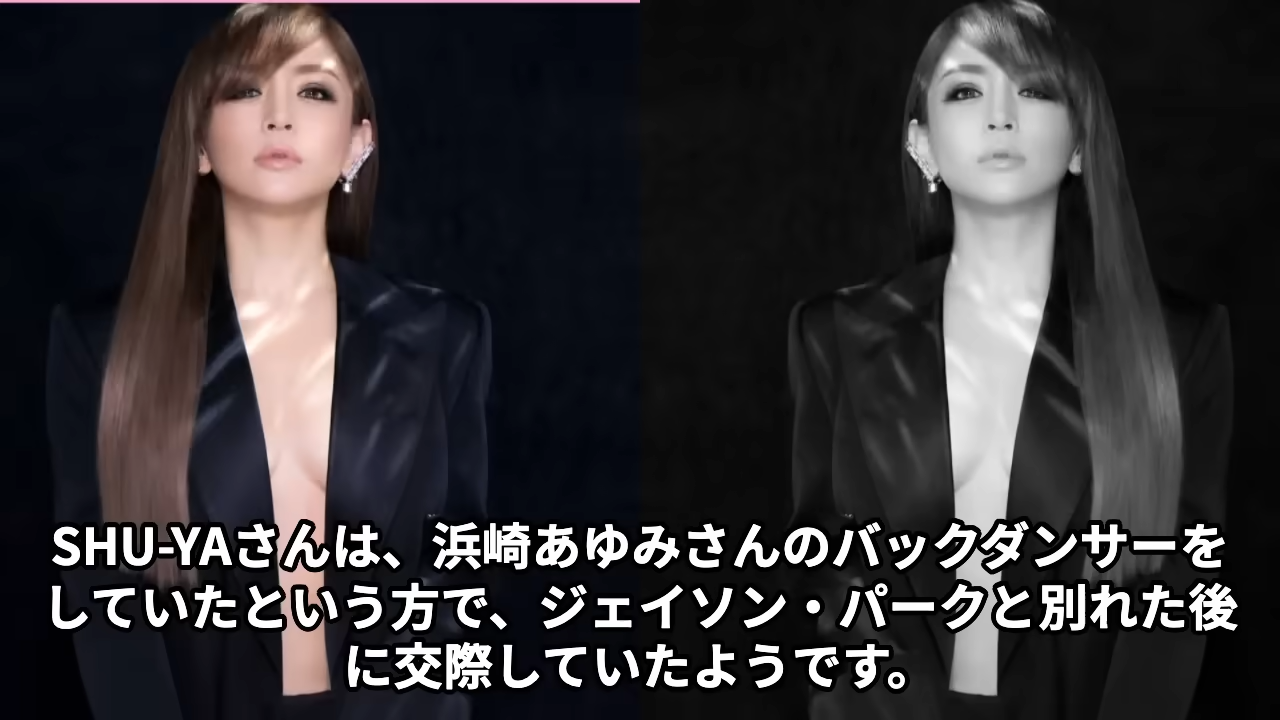 SHU-YAさんは、浜崎あゆみさんのバックダンサーを
していたという方で、ジェイソン・パークと別れた後
に交際していたようです。